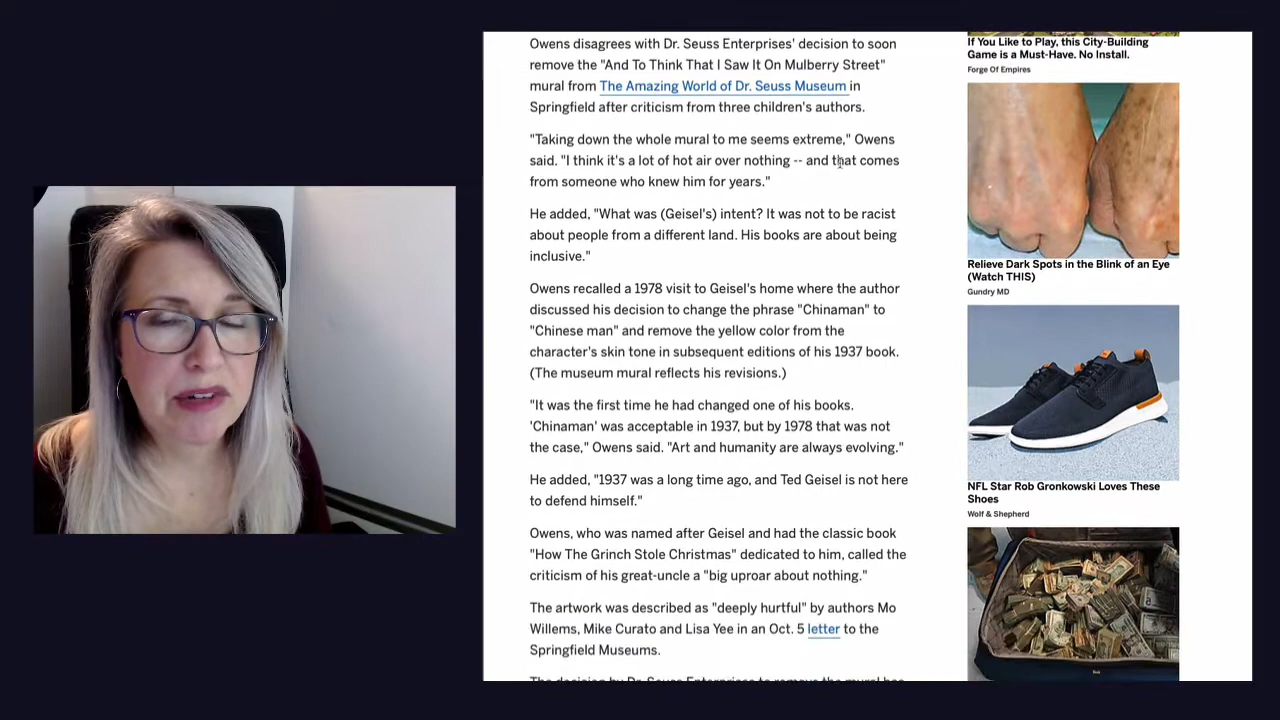 Owens disagrees with Dr. Seuss Enterprises' decision to soon
remove the "And To Think That I Saw It On Mulberry Street"
mural from The Amazing World of Dr. Seuss Museum in
Springfield after criticism from three children's authors.
"Taking down the whole mural to me seems extreme," Owens
said. "I think it's a lot of hot air over nothing -- and that comes
from someone who knew him for years."
He added, "What was (Geisel's) intent? It was not to be racist
about people from a different land. His books are about being
inclusive."
Owens recalled a 1978 visit to Geisel's home where the author
discussed his decision to change the phrase "Chinaman" to
"Chinese man" and remove the yellow color from the
character's skin tone in subsequent editions of his 1937 book.
(The museum mural reflects his revisions.)
"It was the first time he had changed one of his books.
'Chinaman' was acceptable in 1937, but by 1978 that was not
the case," Owens said. "Art and humanity are always evolving."
He added, "1937 was a long time ago, and Ted Geisel is not here
to defend himself."
Owens, who was named after Geisel and had the classic book
"How The Grinch Stole Christmas" dedicated to him, called the
criticism of his great-uncle a "big uproar about nothing."
The artwork was described as "deeply hurtful" by authors Mo
Willems, Mike Curato and Lisa Yee in an Oct. 5 letter to the
Springfield Museums.
The decision by Dr. Seuss Enterprises to remove the mural has
If You Like to Play, this City-Building
Game is a Must-Have. No Install.
Forge Of Empires
Relieve Dark Spots in the Blink of an Eye
(Watch THIS)
Gundry MD
NFL Star Rob Gronkowski Loves These
Shoes
Wolf & Shepherd